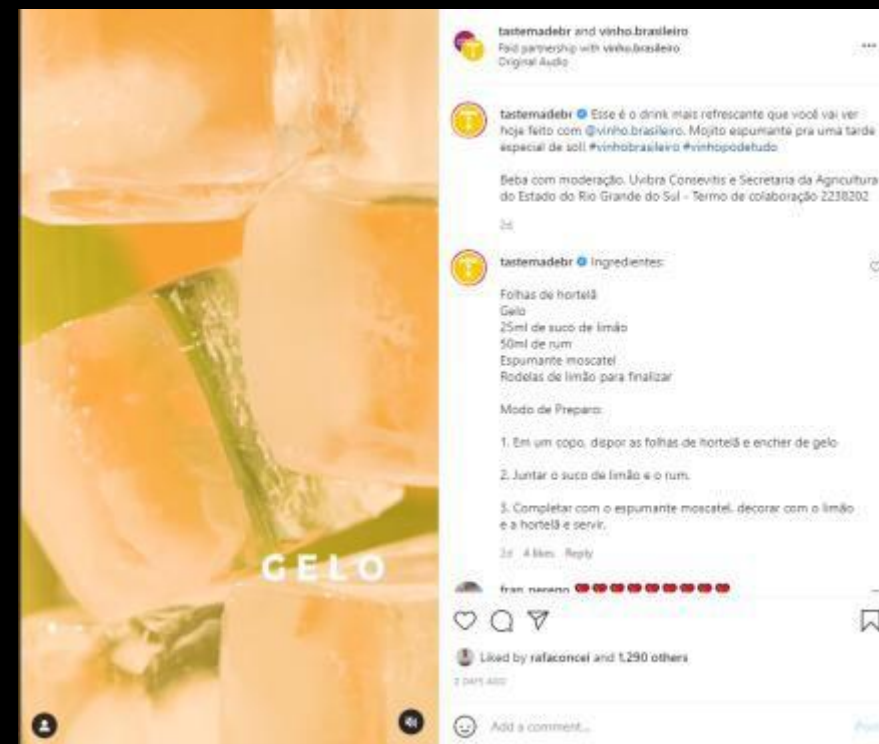 GELO
tastemadebr and vinho.brasileiro
Paid partnership with vinho.brasileiro
Original Audio
tastemadebr Esse é o drink mais refrescante que você vai ver
hoje feito com @vinho.brasileiro. Mojito espumante pra uma tarde
especial de sol! #vinhobrasileiro #vinhopodetudo
Beba com moderação. Uvibra Consevitis e Secretaria da Agricultura
do Estado do Rio Grande do Sul - Termo de colaboração 2238202
2d
tastemadebr Ingredientes:
Folhas de hortelã
Gelo
25ml de suco de limão
50ml de rum
Espumante moscatel
Rodelas de limão para finalizar
Modo de Preparo:
1. Em um copo, dispor as folhas de hortelã e encher de gelo
2. Juntar o suco de limão e o rum.
3. Completar com o espumante moscatel, decorar com o limão
e a hortelã e servir.
2d 4 likes Reply
Liked by rafaconcei and 1,290 others
2 DAYS AGO
Add a comment...
Post